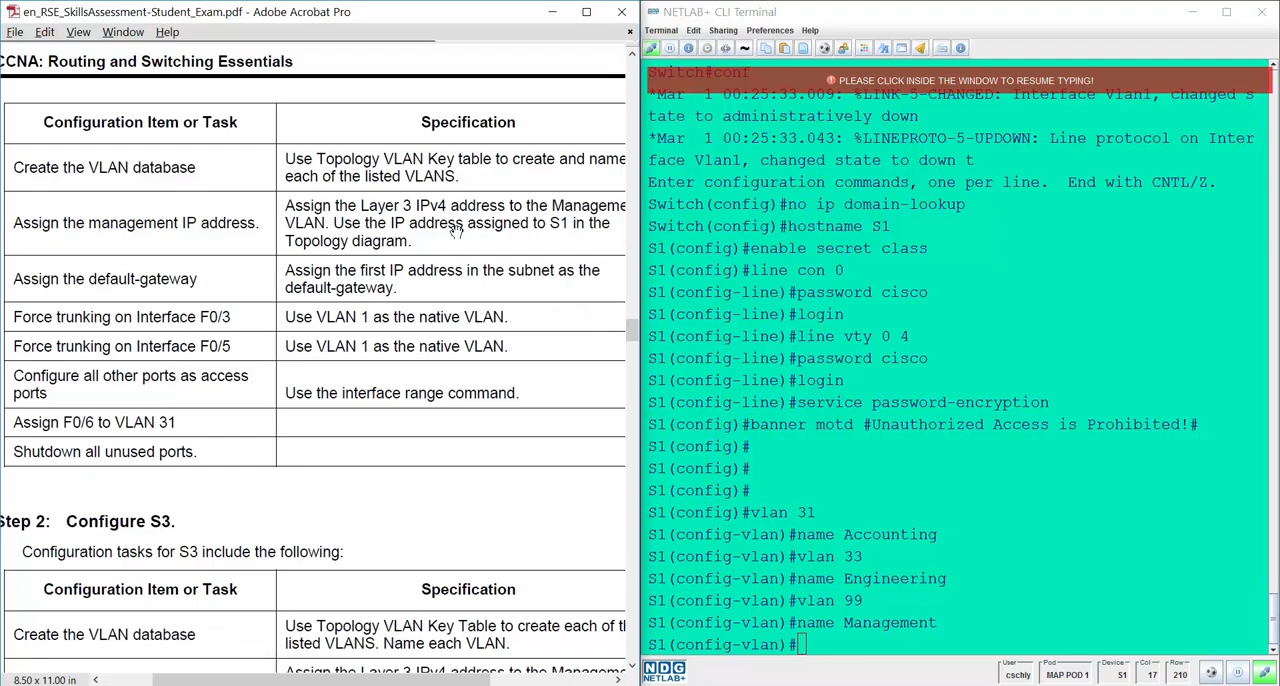 en_RSE_SkillsAssessment-Student_Exam.pdf - Adobe Acrobat Pro
File Edit View Window Help
CCNA: Routing and Switching Essentials
Configuration Item or Task Specification
Create the VLAN database
Use Topology VLAN Key table to create and name
each of the listed VLANS.
Assign the management IP address.
Assign the Layer 3 IPv4 address to the Manageme
VLAN. Use the IP address assigned to S1 in the
Topology diagram.
Assign the default-gateway
Assign the first IP address in the subnet as the
default-gateway.
Force trunking on Interface F0/3 Use VLAN 1 as the native VLAN.
Force trunking on Interface F0/5 Use VLAN 1 as the native VLAN.
Configure all other ports as access
ports
Use the interface range command.
Assign F0/6 to VLAN 31
Shutdown all unused ports.
Step 2: Configure S3.
Configuration tasks for S3 include the following:
Configuration Item or Task Specification
Create the VLAN database
Use Topology VLAN Key Table to create each of th
listed VLANS. Name each VLAN.
Assign the Layer 3 IPv4 address to the Manageme
8.50 x 11.00 in
NETLAB+ CLI Terminal
Terminal Edit Sharing Preferences Help
Switch#conf
PLEASE CLICK INSIDE THE WINDOW TO RESUME TYPING!
*Mar 1 00:25:33.009: %LINK-5-CHANGED: Interface Vlan1, changed s
tate to administratively down
*Mar 1 00:25:33.043: %LINEPROTO-5-UPDOWN: Line protocol on Inter
face Vlan1, changed state to down t
Enter configuration commands, one per line. End with CNTL/Z.
Switch(config)#no ip domain-lookup
Switch(config)#hostname S1
S1(config)#enable secret class
S1(config)#line con 0
S1(config-line)#password cisco
S1(config-line)#login
S1(config-line)#line vty 0 4
S1(config-line)#password cisco
S1(config-line)#login
S1(config-line)#service password-encryption
S1(config)#banner motd #Unauthorized Access is Prohibited!#
S1(config)#
S1(config)#
S1(config)#
S1(config)#vlan 31
S1(config-vlan)#name Accounting
S1(config-vlan)#vlan 33
S1(config-vlan)#name Engineering
S1(config-vlan)#vlan 99
S1(config-vlan)#name Management
S1(config-vlan)#
NDG
NETLAB+
User Pod Device Col Row
cschly MAP POD 1 S1 17 210